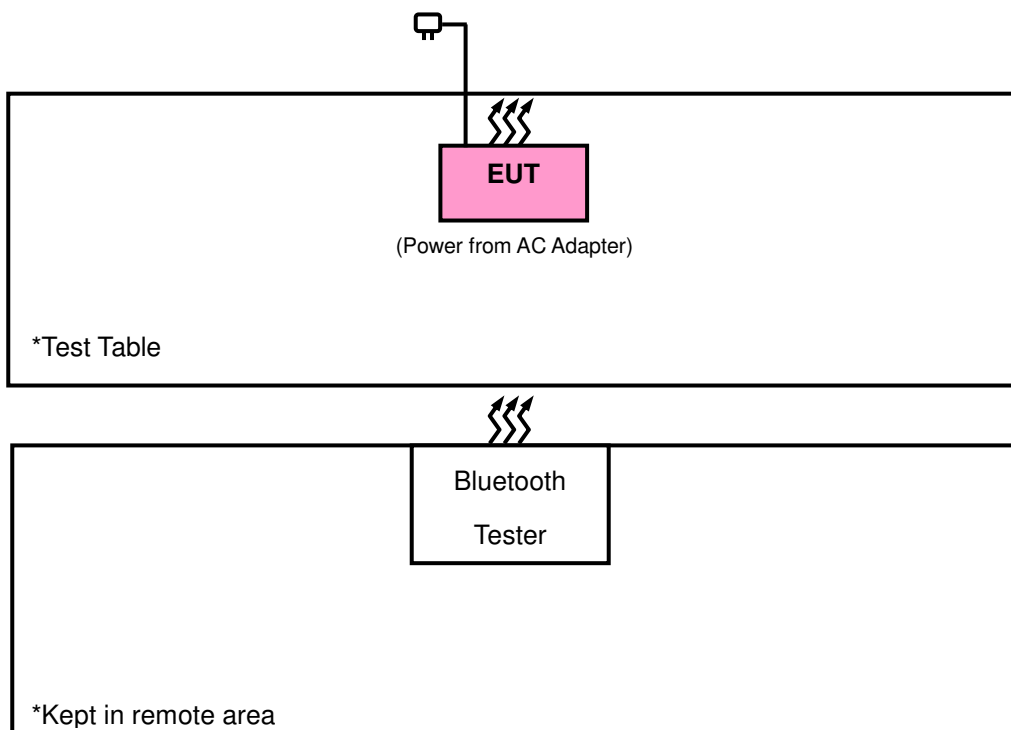 EUT
(Power from AC Adapter)
*Test Table
Bluetooth
Tester
*Kept in remote area